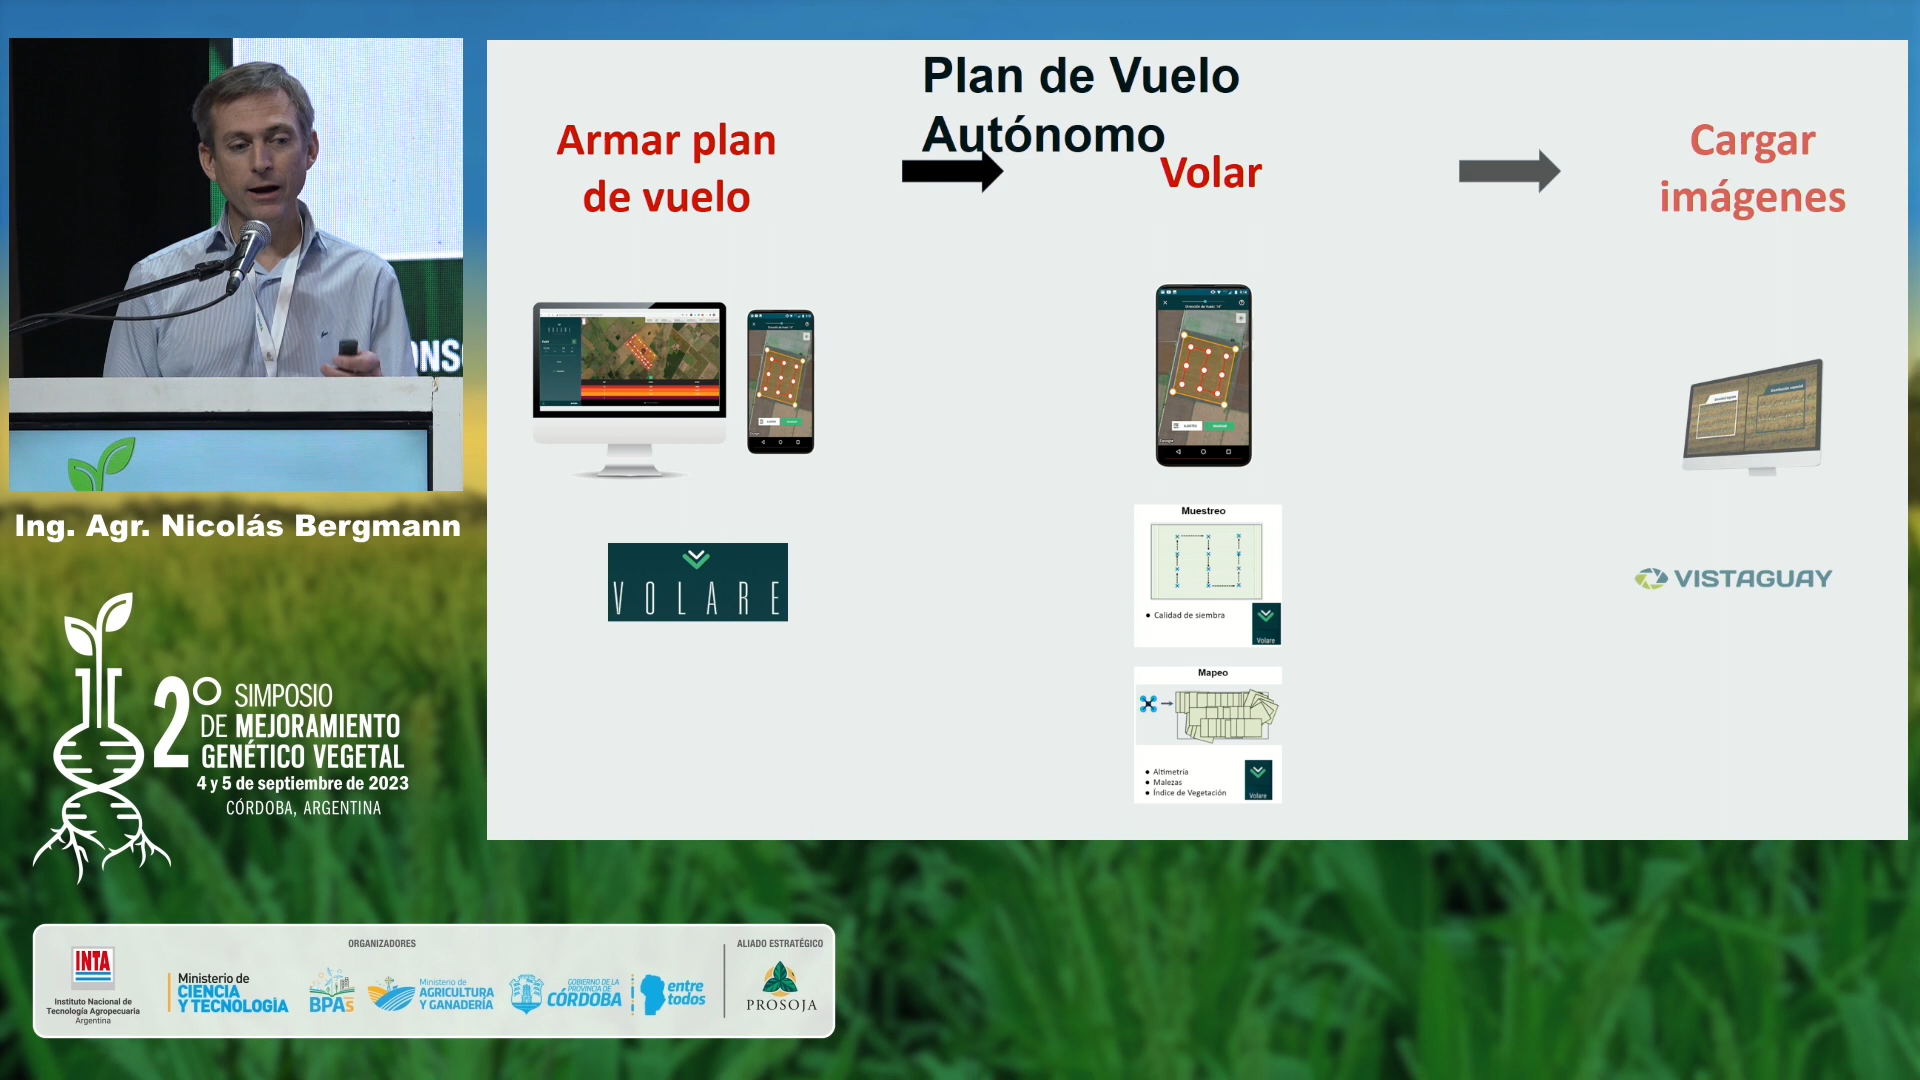 Plan de Vuelo
Autónomo
Armar plan
de vuelo
Volar
Cargar
imágenes
VOLARE
Muestreo
• Calidad de siembra
Volare
Mapeo
• Altimetría
• Malezas
• Índice de Vegetación
Volare
VISTAGUAY
ONS
Ing. Agr. Nicolás Bergmann
2° SIMPOSIO
DE MEJORAMIENTO
GENÉTICO VEGETAL
4 y 5 de septiembre de 2023
CÓRDOBA, ARGENTINA
ORGANIZADORES
ALIADO ESTRATÉGICO
INTA
Instituto Nacional de
Tecnología Agropecuaria
Argentina
Ministerio de
CIENCIA
Y TECNOLOGÍA
BPAs
Ministerio de
AGRICULTURA
Y GANADERÍA
GOBIERNO DE LA
PROVINCIA DE
CÓRDOBA
entre
todos
PROSOJA